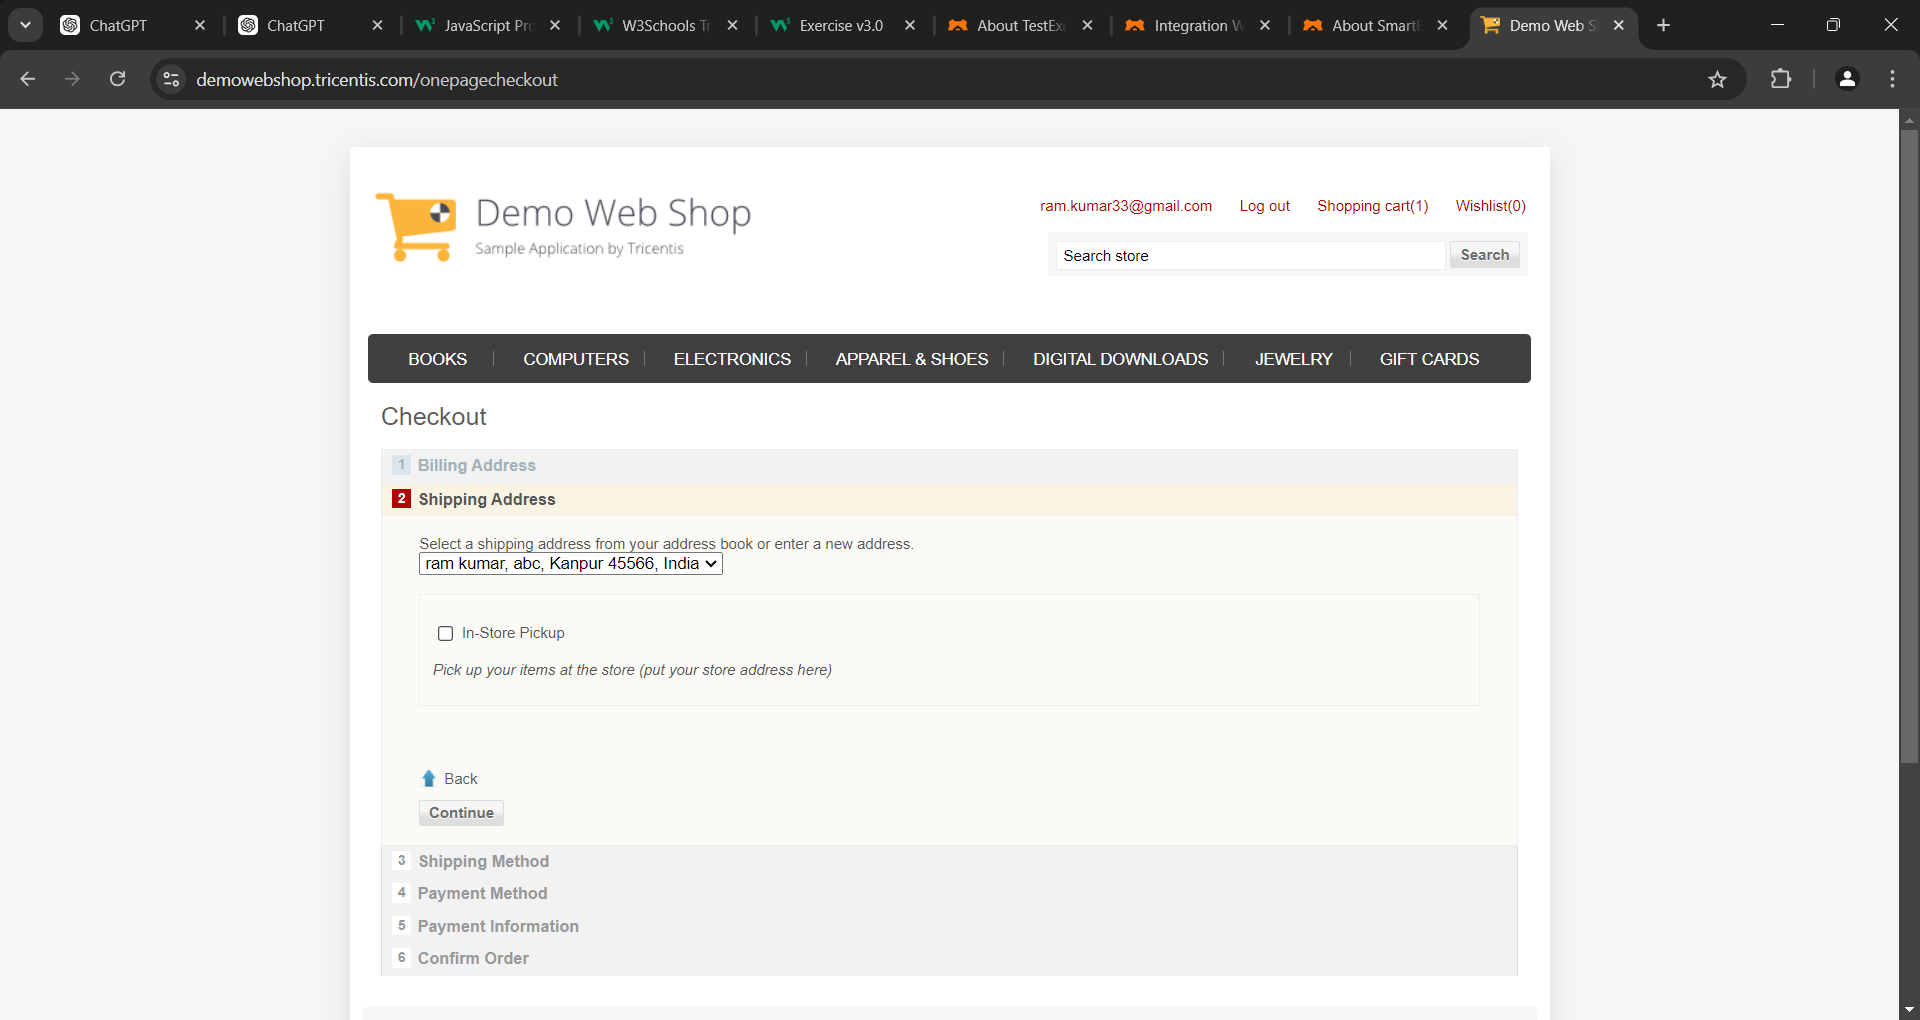 ChatGPT
ChatGPT
JavaScript Pr
W3Schools Tr
Exercise v3.0
About TestEx
Integration W
About Smart
Demo Web S
demowebshop.tricentis.com/onepagecheckout
Demo Web Shop
Sample Application by Tricentis
ram.kumar33@gmail.com Log out Shopping cart(1) Wishlist(0)
Search store Search
BOOKS COMPUTERS ELECTRONICS APPAREL & SHOES DIGITAL DOWNLOADS JEWELRY GIFT CARDS
Checkout
1 Billing Address
2 Shipping Address
Select a shipping address from your address book or enter a new address.
ram kumar, abc, Kanpur 45566, India
In-Store Pickup
Pick up your items at the store (put your store address here)
Back
Continue
3 Shipping Method
4 Payment Method
5 Payment Information
6 Confirm Order